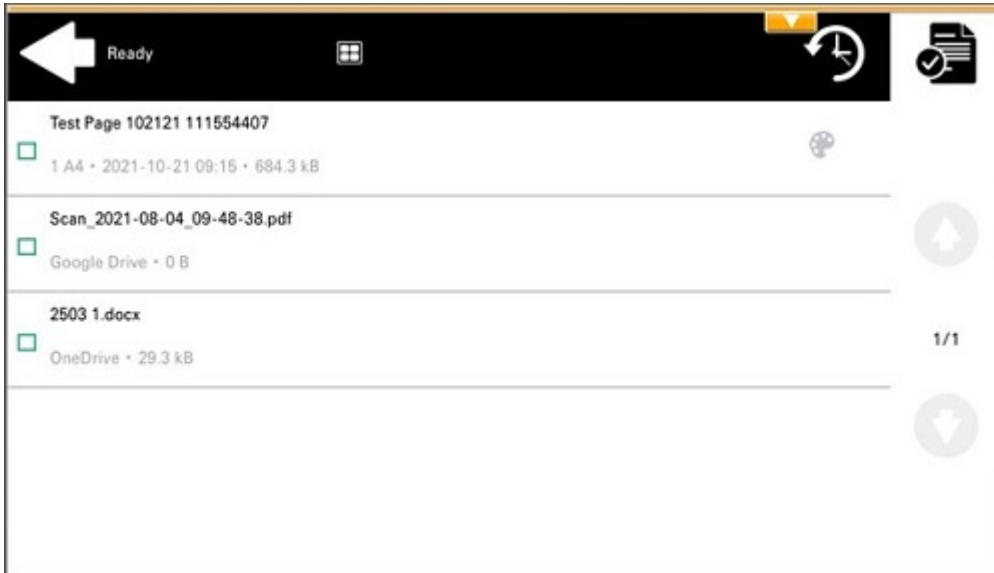 Ready
Test Page 102121 111554407
1 A4 • 2021-10-21 09:15 • 684.3 kB
Scan_2021-08-04_09-48-38.pdf
Google Drive • 0 B
2503 1.docx
OneDrive • 29.3 kB
1/1